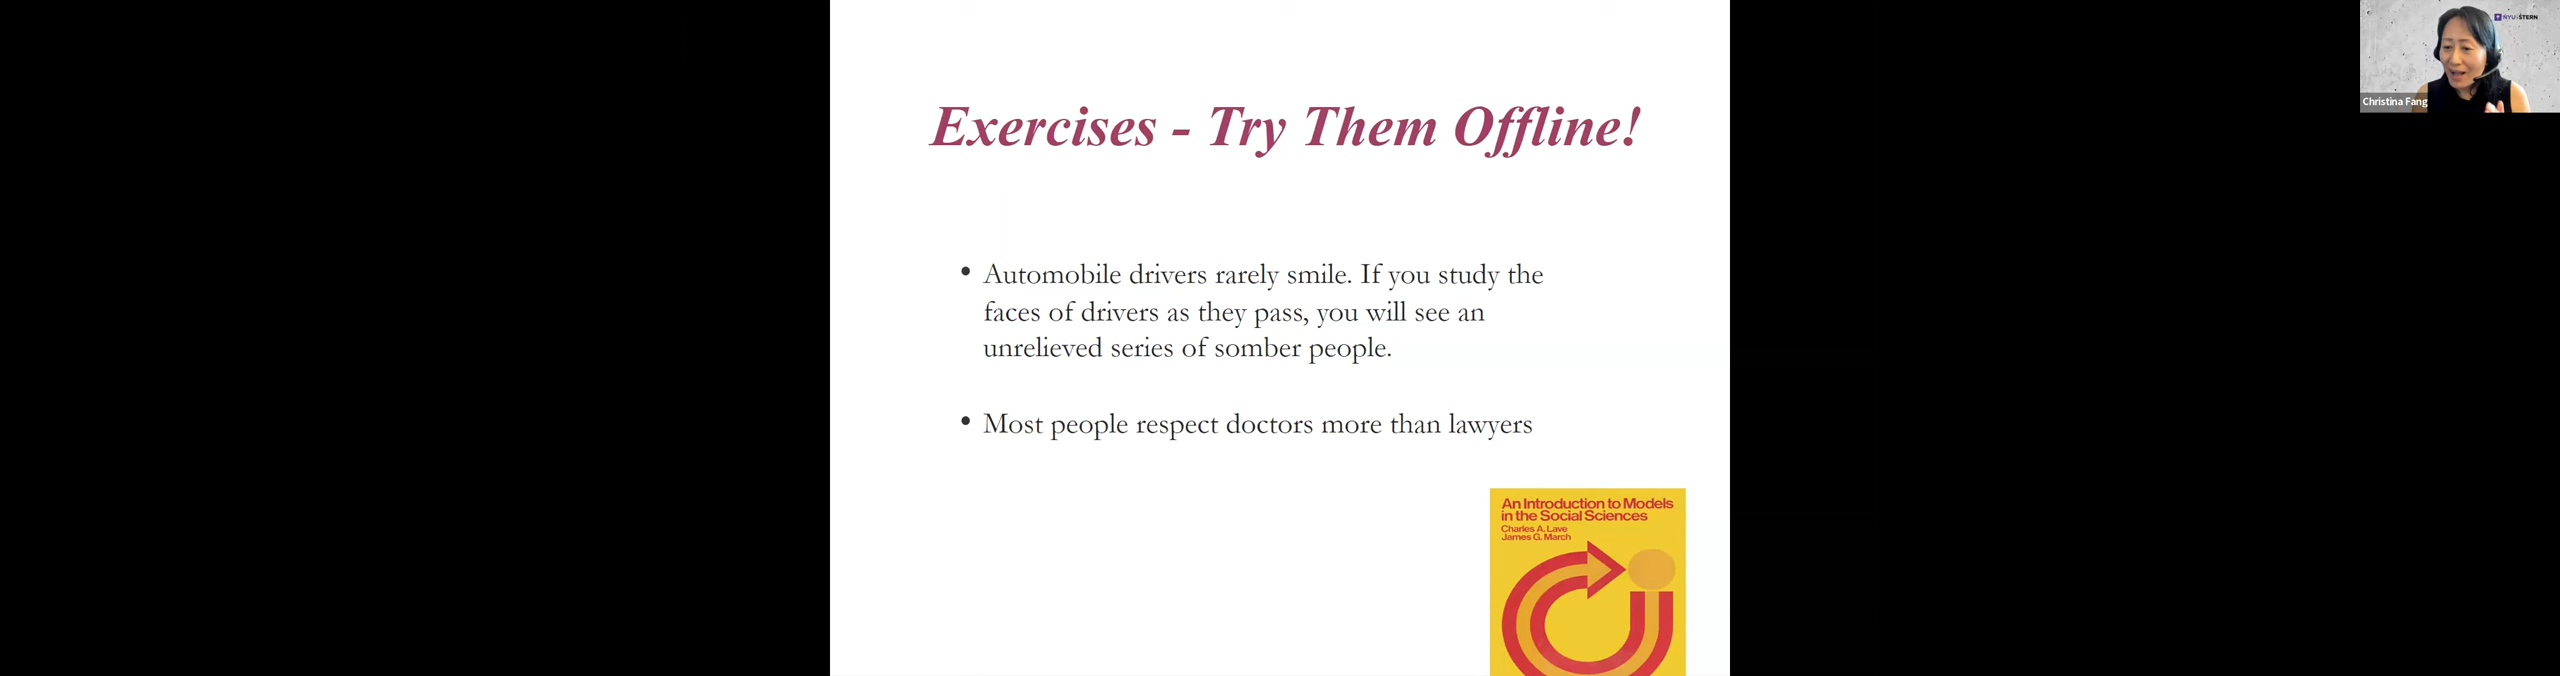 NYU STERN
Christina Fang
Exercises - Try Them Offline!
• Automobile drivers rarely smile. If you study the
faces of drivers as they pass, you will see an
unrelieved series of somber people.
• Most people respect doctors more than lawyers
An Introduction to Models
in the Social Sciences
Charles A. Lave
James G. March